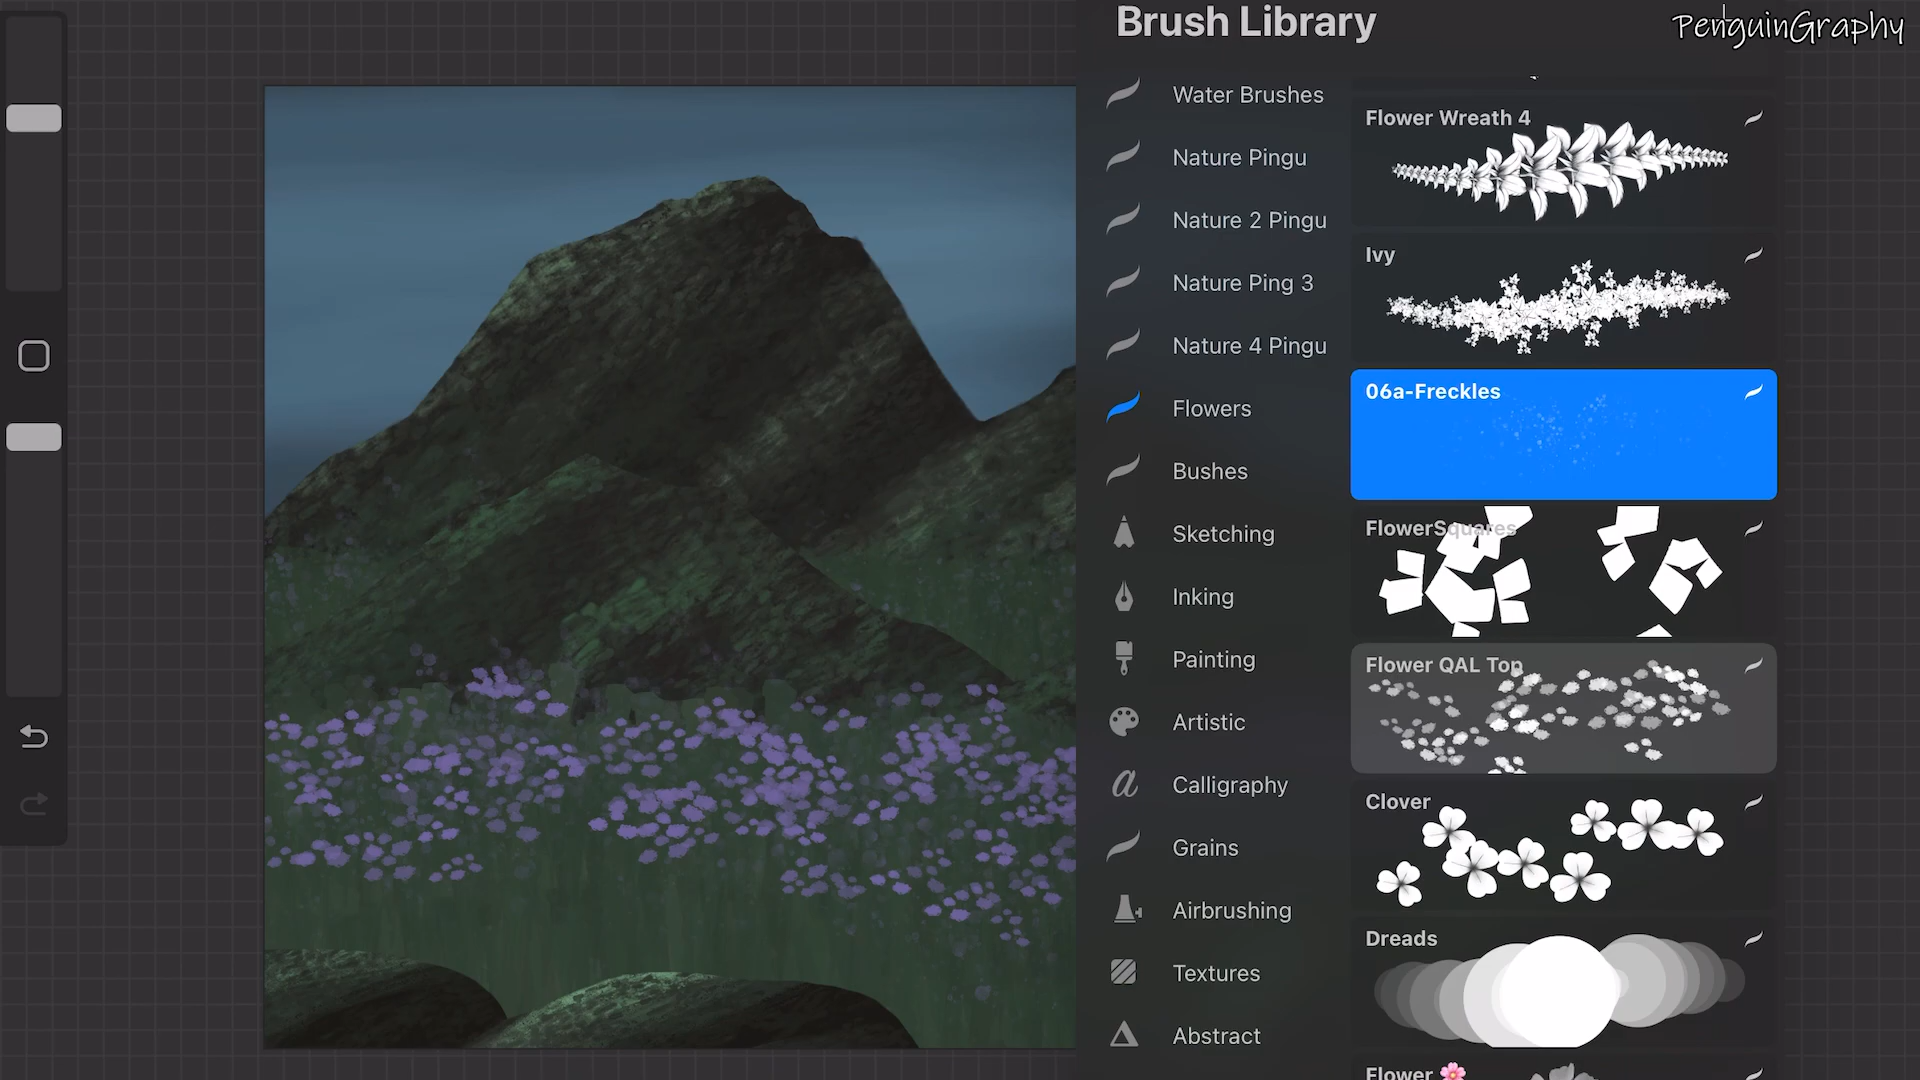 Brush Library
PenguinGraphy
Water Brushes
Nature Pingu
Nature 2 Pingu
Nature Ping 3
Nature 4 Pingu
Flowers
Bushes
Sketching
Inking
Painting
Artistic
Calligraphy
Grains
Airbrushing
Textures
Abstract
Flower Wreath 4
Ivy
06a-Freckles
FlowerSquares
Flower QAL Top
Clover
Dreads
Flower 🌸